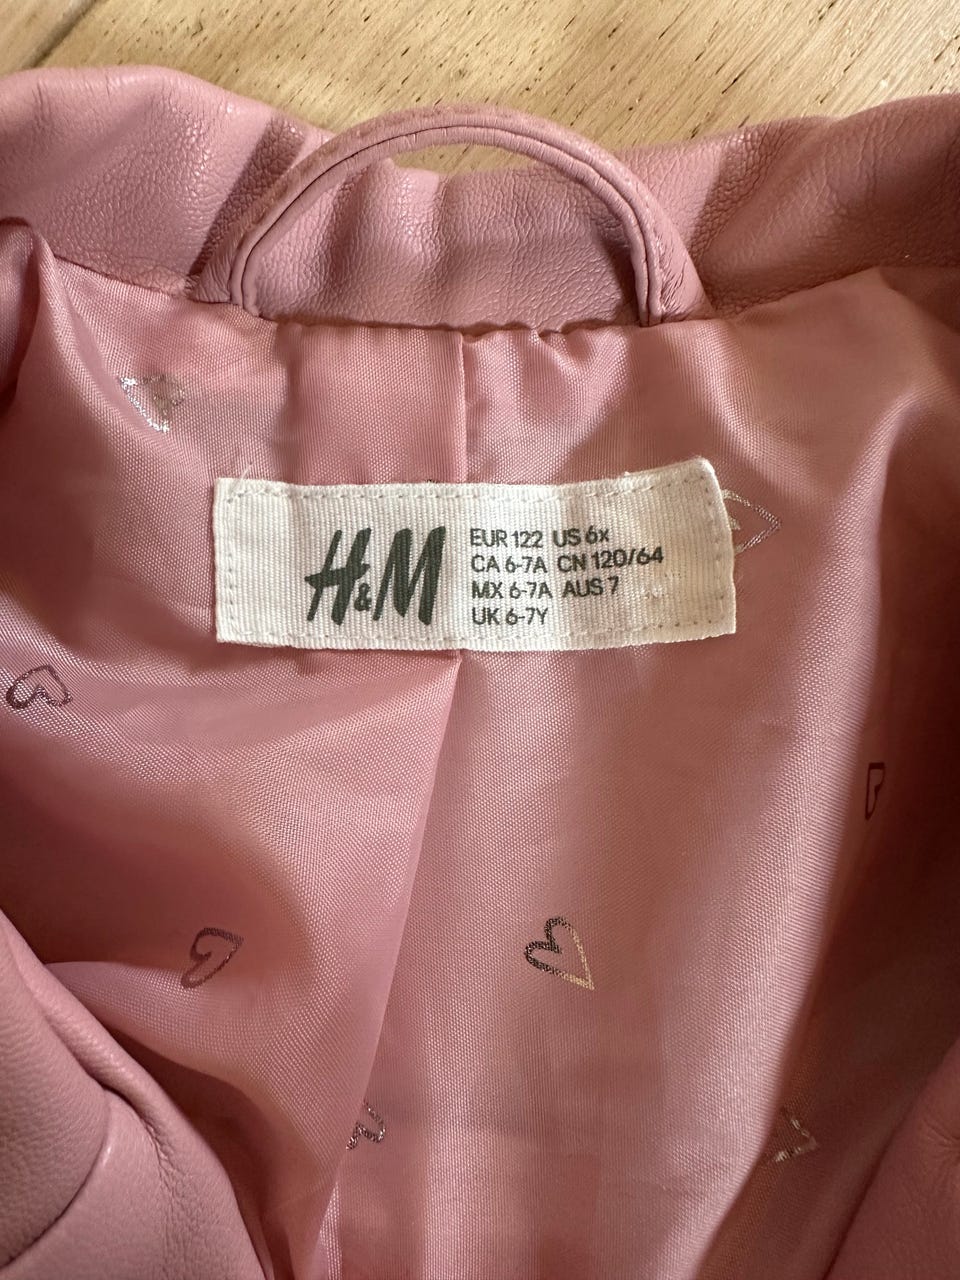 H&M
EUR 122 US 6x
CA 6-7A CN 120/64
MX 6-7A AUS 7
UK 6-7Y